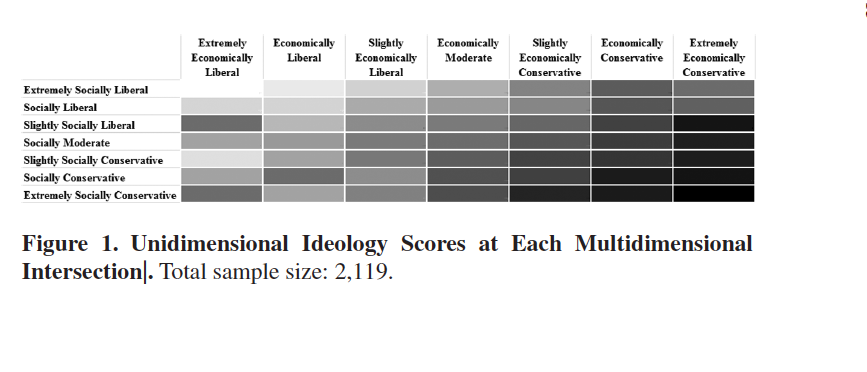 Extremely Economically Slightly Economically Slightly Economically Extremely
Economically Liberal Economically Moderate Economically Conservative Economically
Liberal Liberal Conservative Conservative
Extremely Socially Liberal
Socially Liberal
Slightly Socially Liberal
Socially Moderate
Slightly Socially Conservative
Socially Conservative
Extremely Socially Conservative
Figure 1. Unidimensional Ideology Scores at Each Multidimensional
Intersection. Total sample size: 2,119.